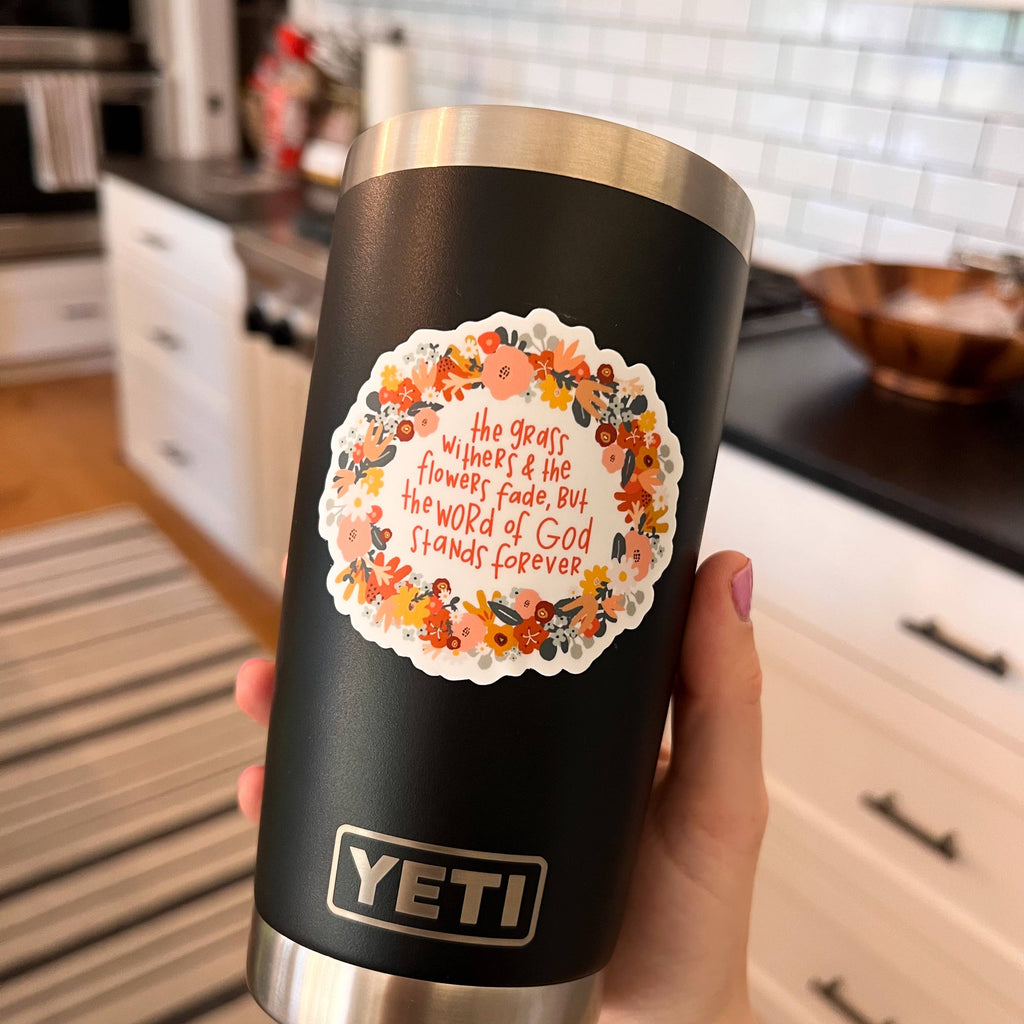 the grass
withers & the
flowers fade, But
the WORd of God
stands forever
YETI